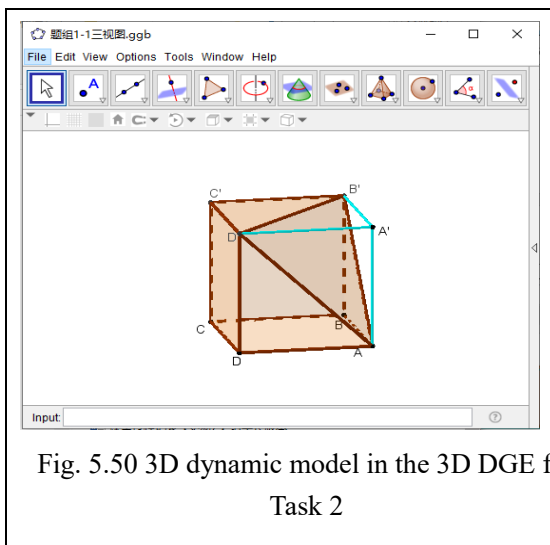 题组1-1三视图.ggb
File Edit View Options Tools Window Help
A
C'
B'
D'
A'
C
B
D
A
Input:
Fig. 5.50 3D dynamic model in the 3D DGE f
Task 2